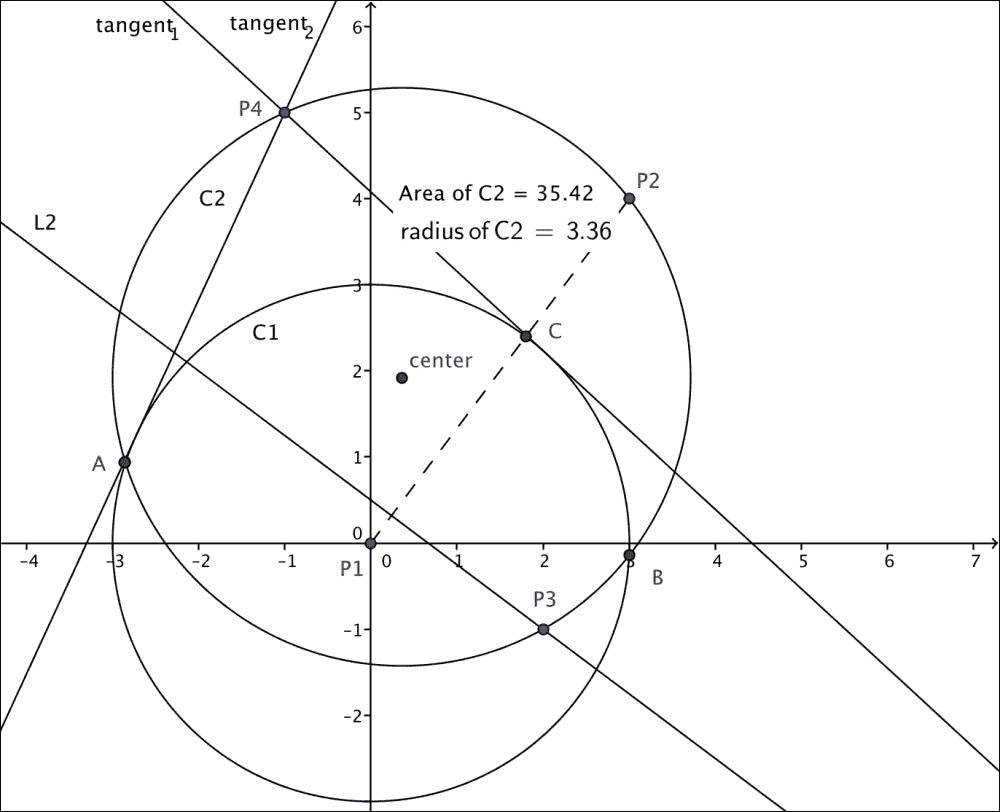 tangent1
tangent2
6
P4
5
P2
C2
Area of C2 = 35.42
4
L2
radius of C2 = 3.36
3
C1
C
center
2
A
1
0
-4 -3 -2 -1 0 1 2 3 4 5 6 7
P1
B
P3
-1
-2